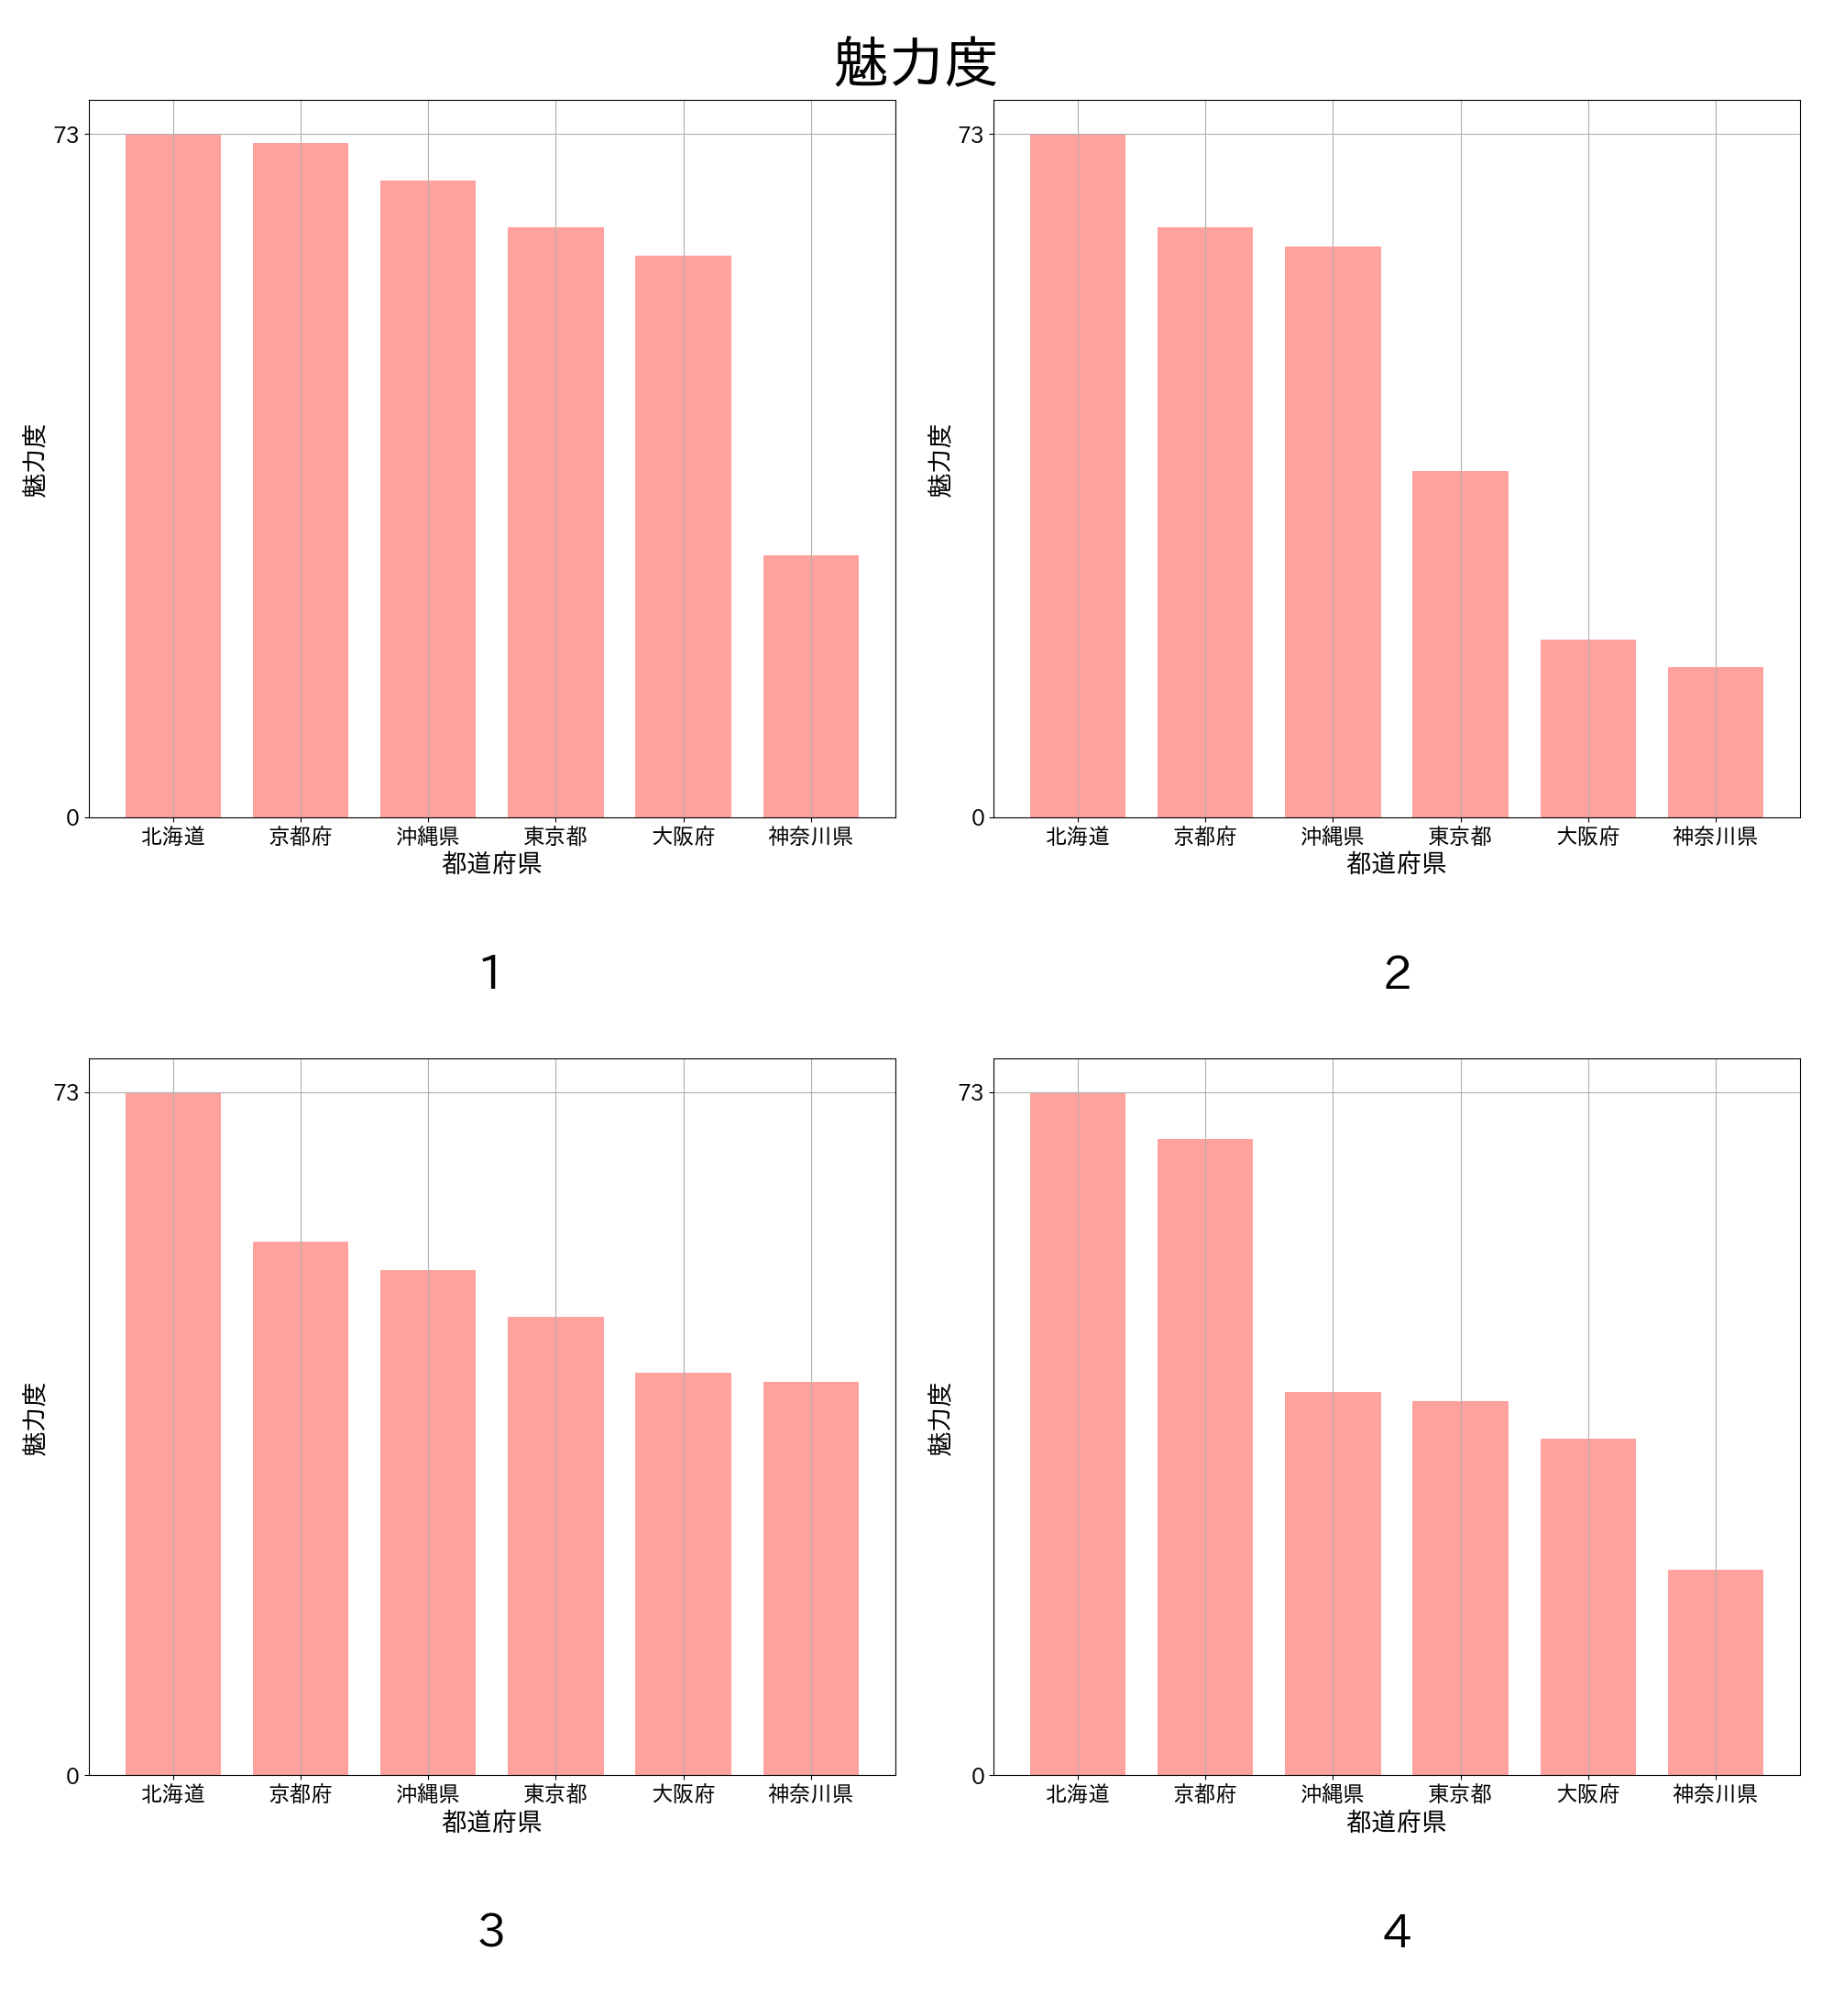 魅力度
73
0
魅力度
北海道 京都府 沖縄県 東京都 大阪府 神奈川県
都道府県
1
73
0
魅力度
北海道 京都府 沖縄県 東京都 大阪府 神奈川県
都道府県
2
73
0
魅力度
北海道 京都府 沖縄県 東京都 大阪府 神奈川県
都道府県
3
73
0
魅力度
北海道 京都府 沖縄県 東京都 大阪府 神奈川県
都道府県
4